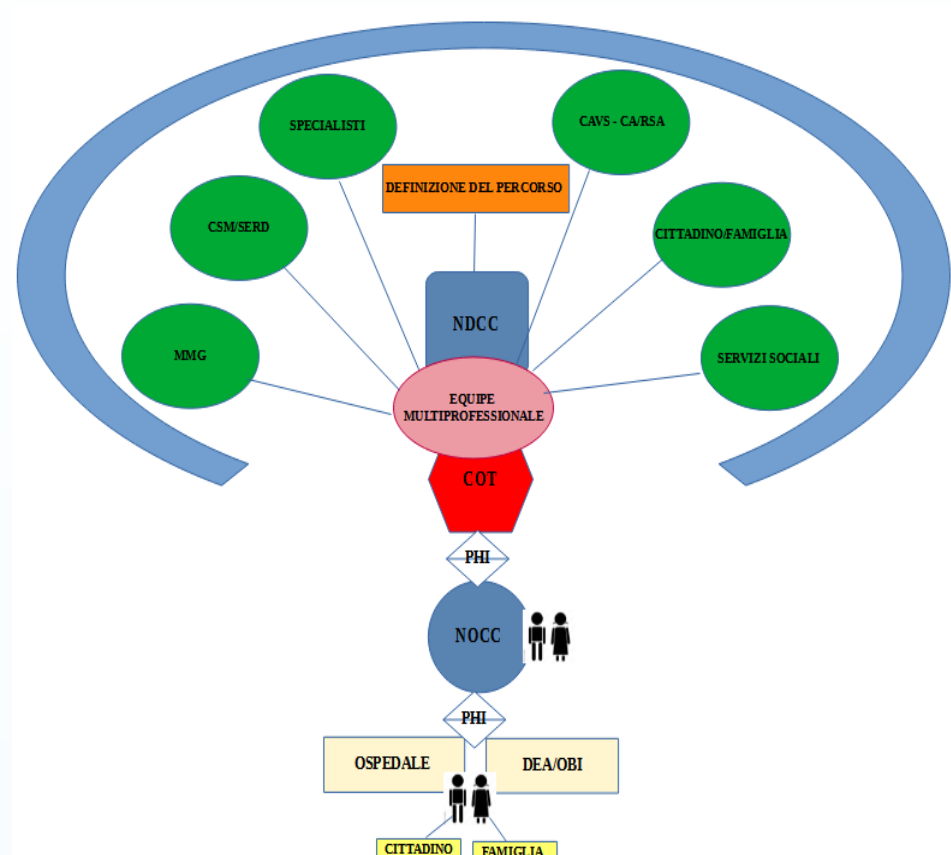 SPECIALISTI
CAVS - CA/RSA
DEFINIZIONE DEL PERCORSO
CSM/SERD
CITTADINO/FAMIGLIA
NDCC
MMG
SERVIZI SOCIALI
EQUIPE
MULTIPROFESSIONALE
COT
PHI
NOCC
PHI
OSPEDALE
DEA/OBI
CITTADINO
FAMIGLIA